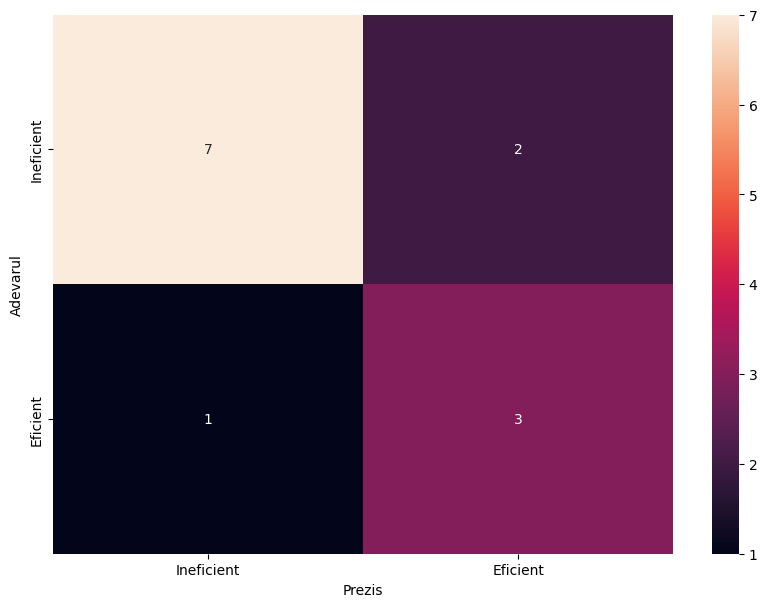 Adevarul
Ineficient
Eficient
7
2
1
3
Ineficient
Eficient
Prezis
7
6
5
4
3
2
1